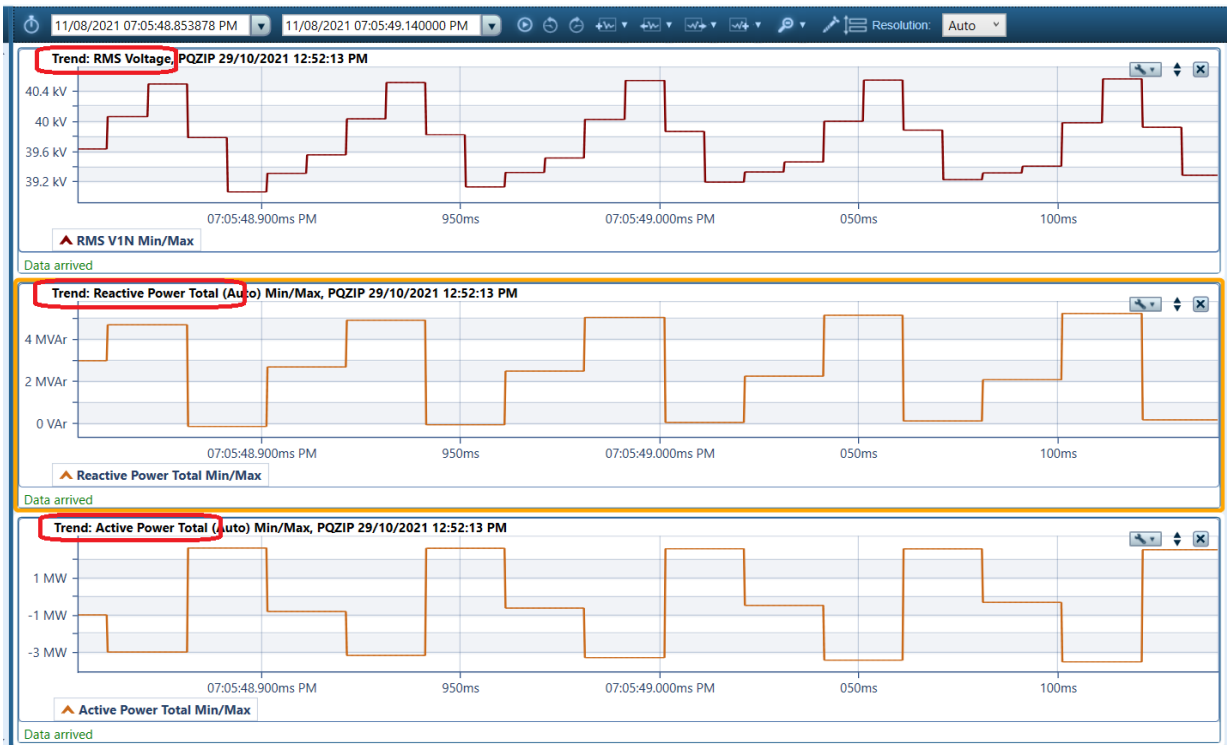 11/08/2021 07:05:48.853878 PM 11/08/2021 07:05:49.140000 PM Resolution: Auto
Trend: RMS Voltage, PQZIP 29/10/2021 12:52:13 PM
40.4 kV
40 kV
39.6 kV
39.2 kV
07:05:48.900ms PM 950ms 07:05:49.000ms PM 050ms 100ms
RMS V1N Min/Max
Data arrived
Trend: Reactive Power Total (Auto) Min/Max, PQZIP 29/10/2021 12:52:13 PM
4 MVAr
2 MVAr
0 VAr
07:05:48.900ms PM 950ms 07:05:49.000ms PM 050ms 100ms
Reactive Power Total Min/Max
Data arrived
Trend: Active Power Total (Auto) Min/Max, PQZIP 29/10/2021 12:52:13 PM
1 MW
-1 MW
-3 MW
07:05:48.900ms PM 950ms 07:05:49.000ms PM 050ms 100ms
Active Power Total Min/Max
Data arrived